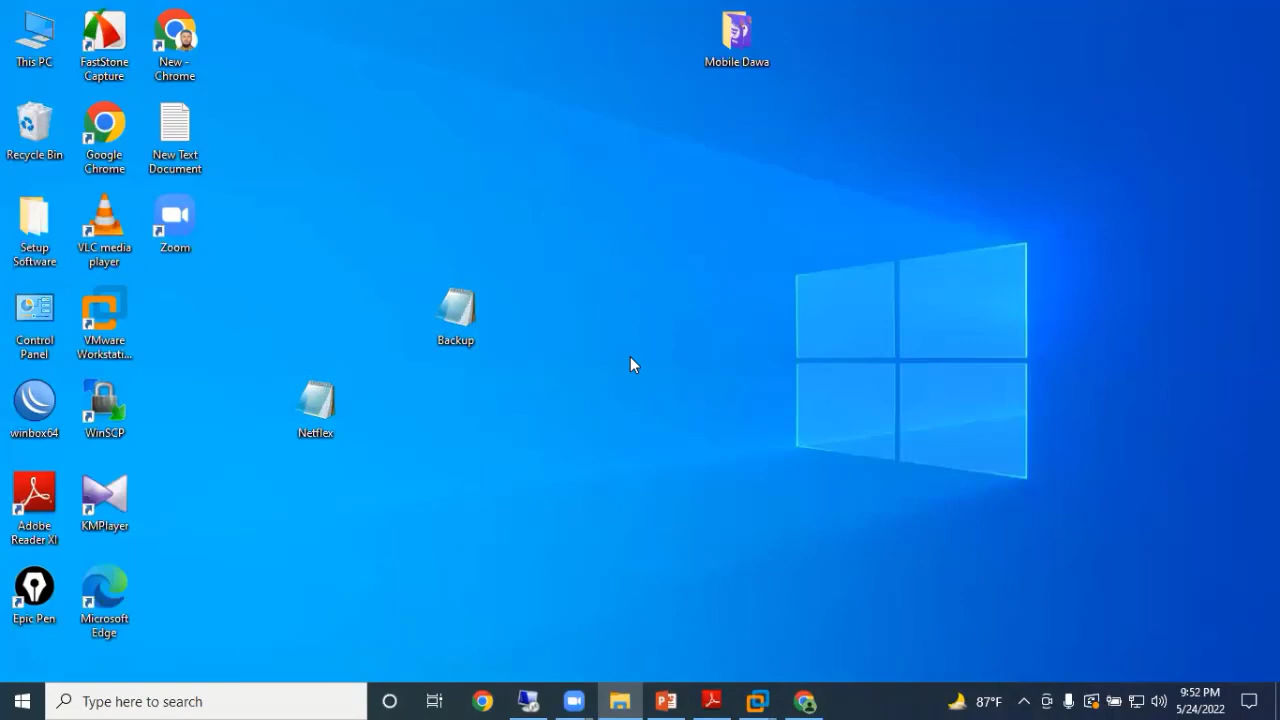 This PC
FastStone
Capture
New -
Chrome
Mobile Dawa
Recycle Bin
Google
Chrome
New Text
Document
Setup
Software
VLC media
player
Zoom
Control
Panel
VMware
Workstati...
Backup
winbox64
WinSCP
Netflex
Adobe
Reader XI
KMPlayer
Epic Pen
Microsoft
Edge
Type here to search
87°F
9:52 PM
5/24/2022